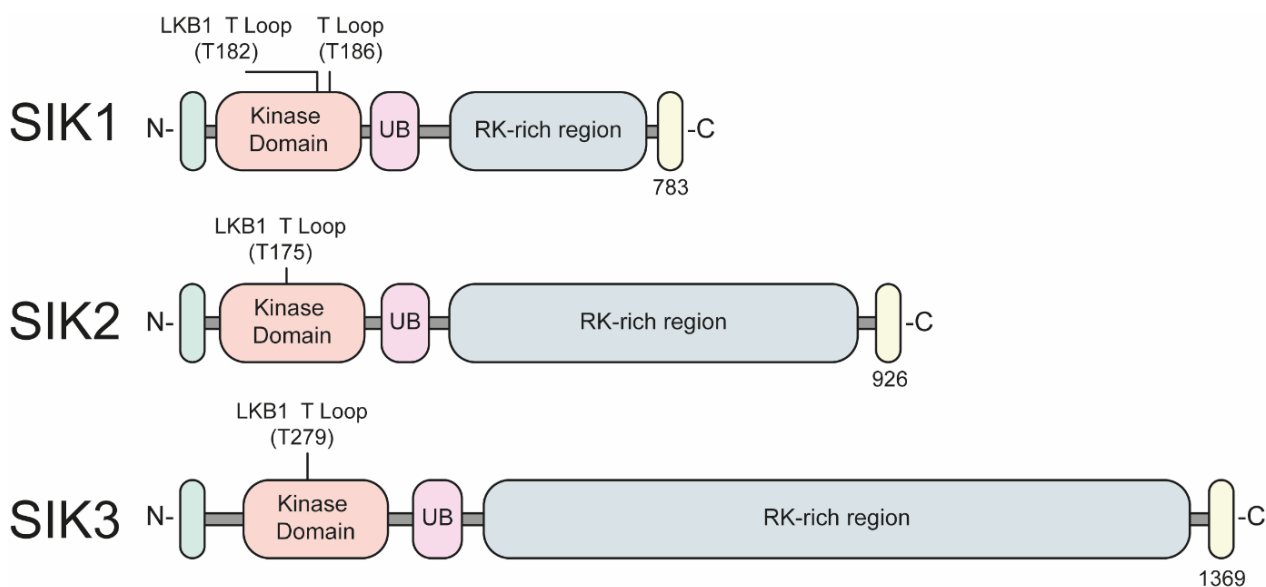 LKB1 T Loop
(T182)
T Loop
(T186)
SIK1
N-
Kinase
Domain
UB
RK-rich region
-C
783
LKB1 T Loop
(T175)
SIK2
N-
Kinase
Domain
UB
RK-rich region
-C
926
LKB1 T Loop
(T279)
SIK3
N-
Kinase
Domain
UB
RK-rich region
-C
1369